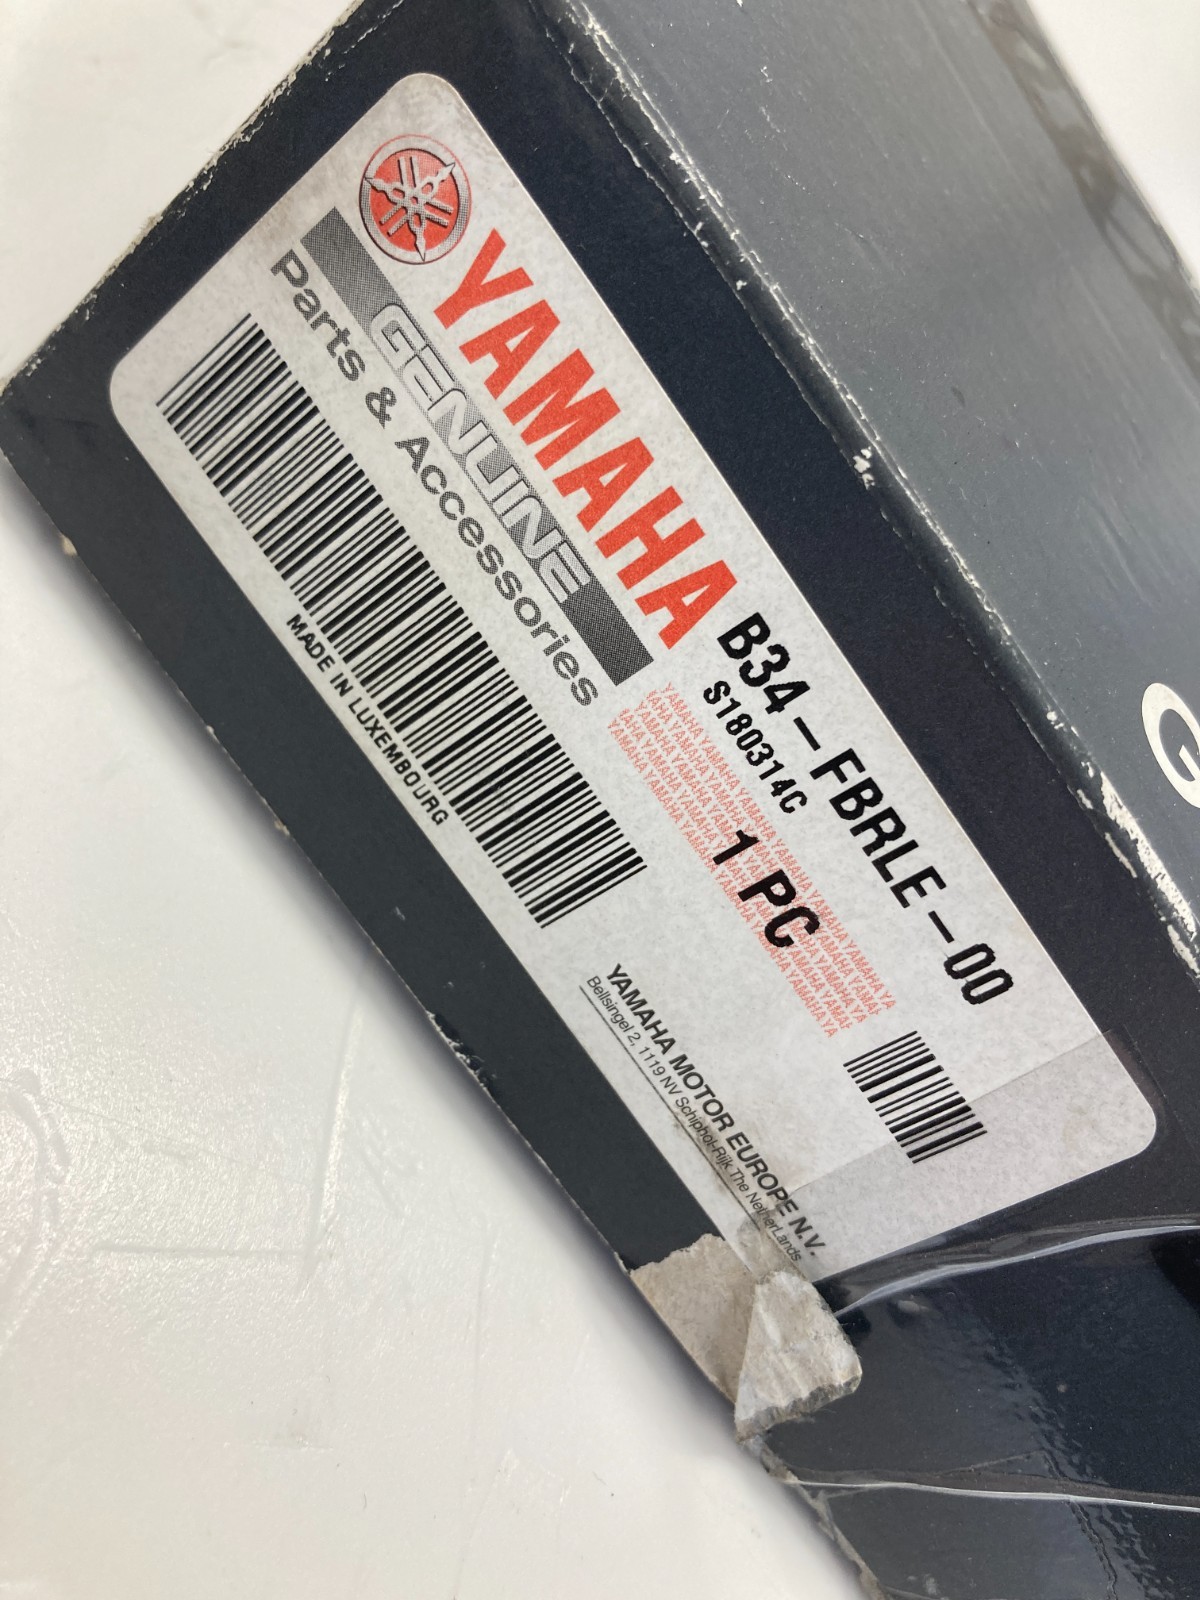 YAMAHA
GENUINE
Parts & Accessories
MADE IN LUXEMBOURG
B34-FBRLE-00
S180314C
1 PC
YAMAHA MOTOR EUROPE N.V.
Bellsingel 2, 1119 NV Schiphol-Rijk The NetherLands
G